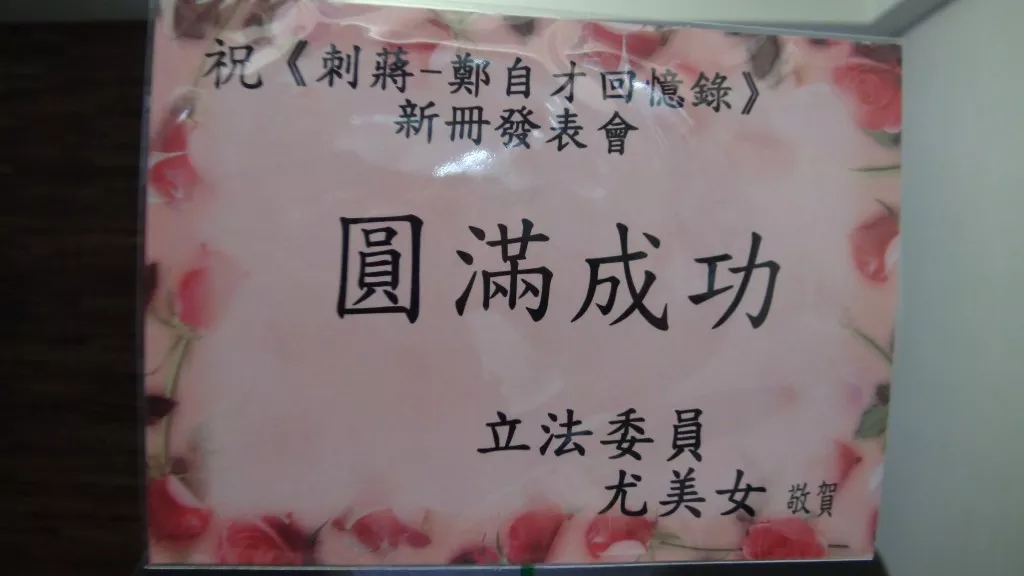 祝《刺蔣-鄭自才回憶錄》
新冊發表會
圓滿成功
立法委員
尤美女 敬賀